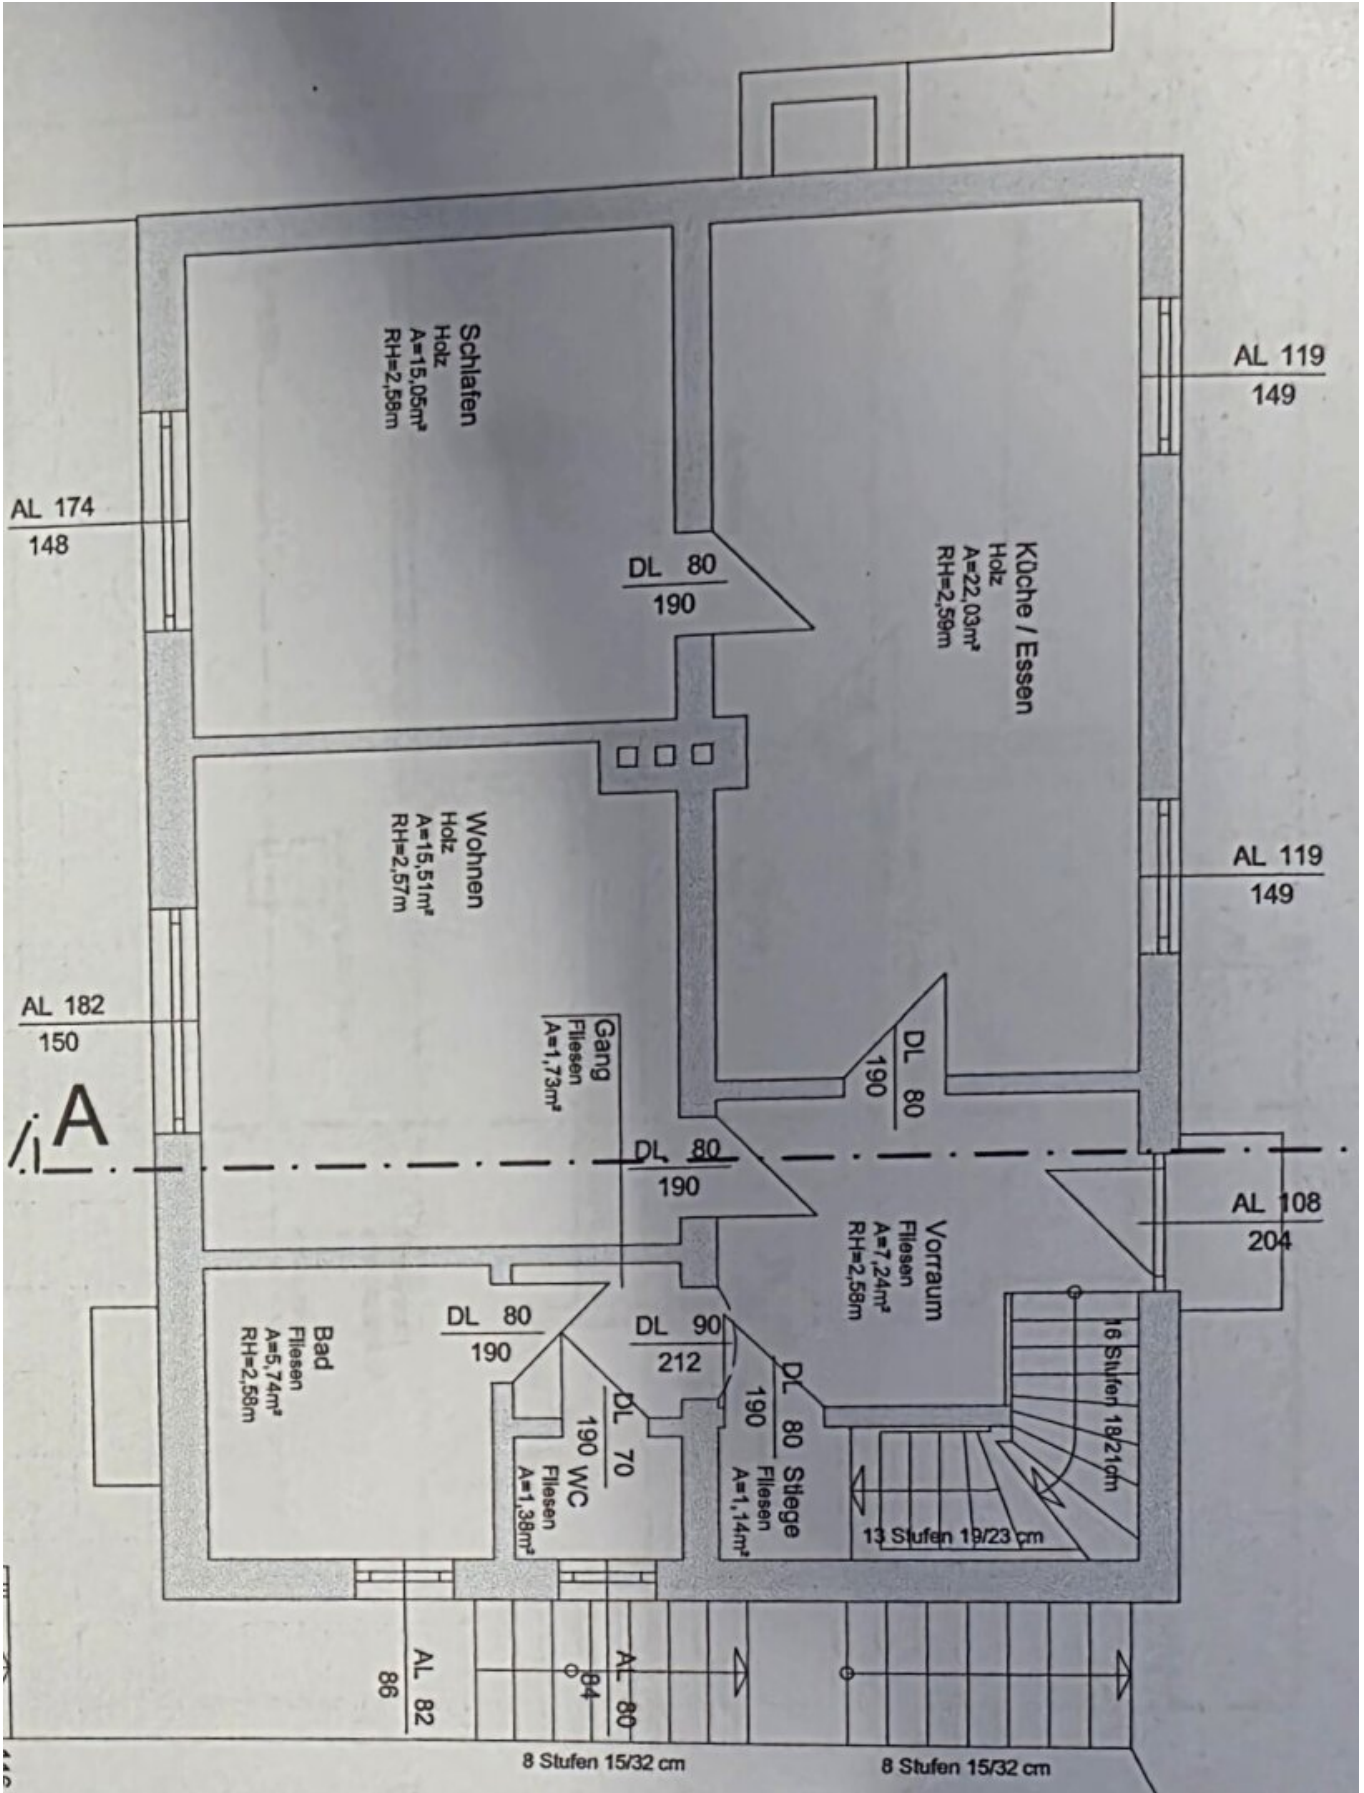 AL 119
149
Schlafen
Holz
A=15,05m²
RH=2,58m
AL 174
148
DL 80
190
Küche / Essen
Holz
A=22,03m²
RH=2,59m
Wohnen
Holz
A=15,51m²
RH=2,57m
AL 119
149
AL 182
150
Gang
Fliesen
A=1,73m²
DL 80
190
A
DL 80
190
Vorraum
Fliesen
A=7,24m²
RH=2,58m
AL 108
204
Bad
Fliesen
A=5,74m²
RH=2,58m
DL 80
190
DL 90
212
DL 70
190
WC
Fliesen
A=1,38m²
DL 80
190
Stiege
Fliesen
A=1,14m²
16 Stufen 18/21cm
13 Stufen 19/23 cm
AL 82
86
AL 80
84
8 Stufen 15/32 cm
8 Stufen 15/32 cm